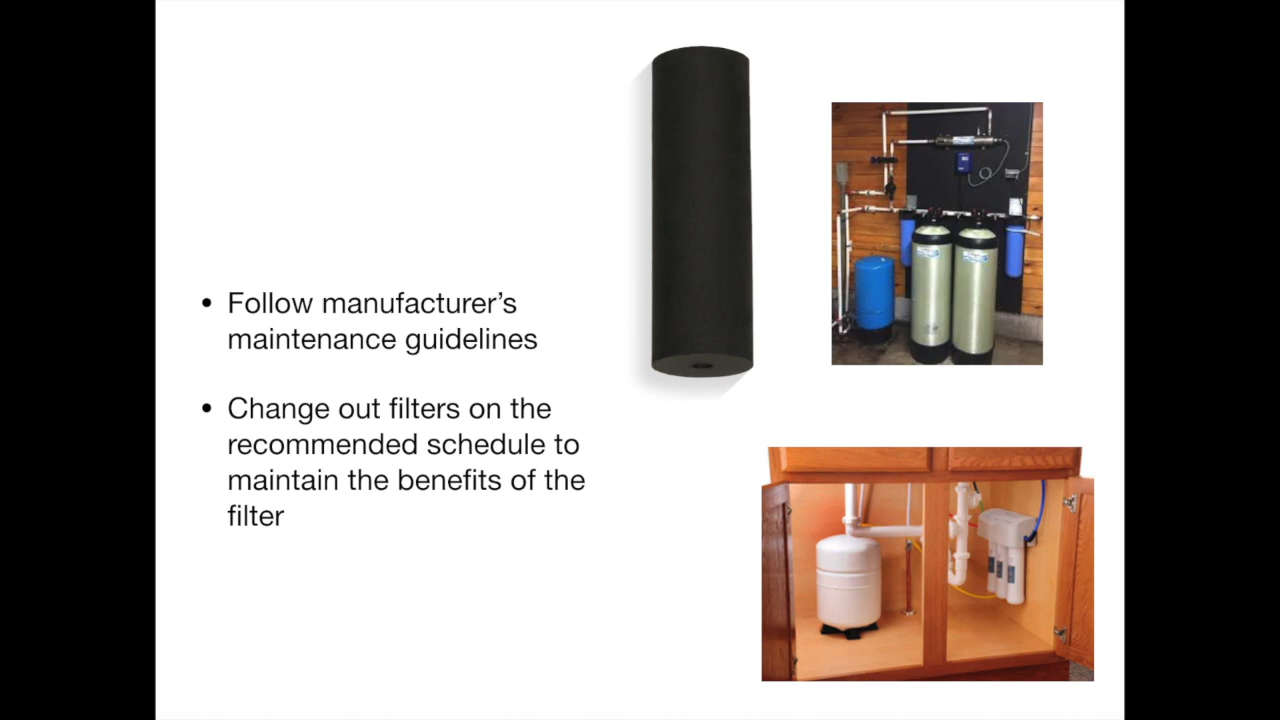 • Follow manufacturer’s
maintenance guidelines
• Change out filters on the
recommended schedule to
maintain the benefits of the
filter